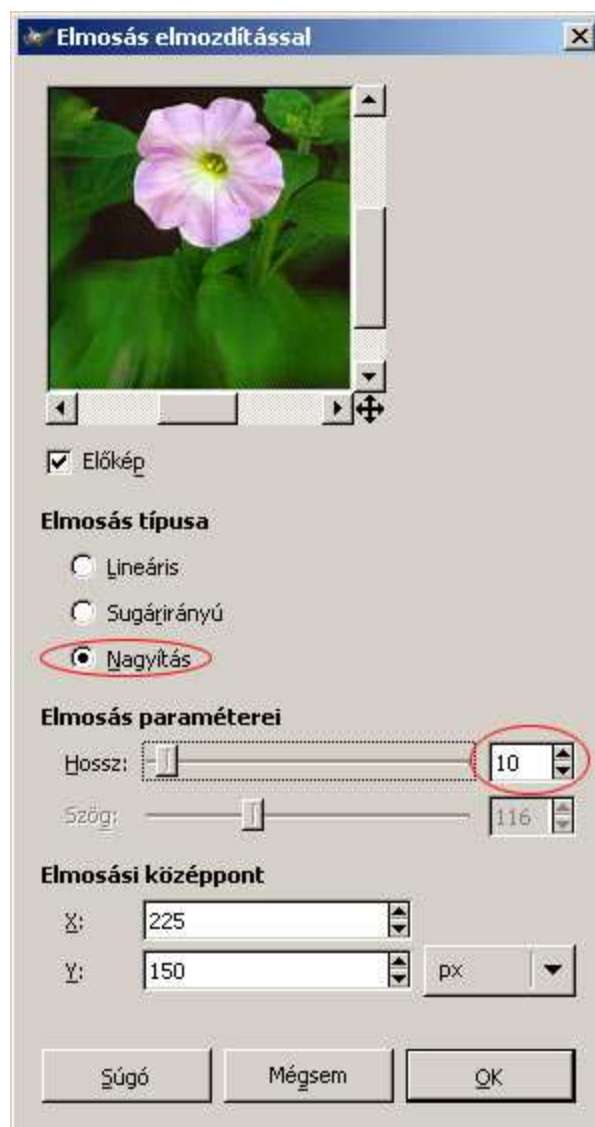 Elmosás elmozdítással
Előkép
Elmosás típusa
Lineáris
Sugárirányú
Nagyítás
Elmosás paraméterei
Hossz: 10
Szög: 116
Elmosási középpont
X: 225
Y: 150 px
Súgó Mégsem OK